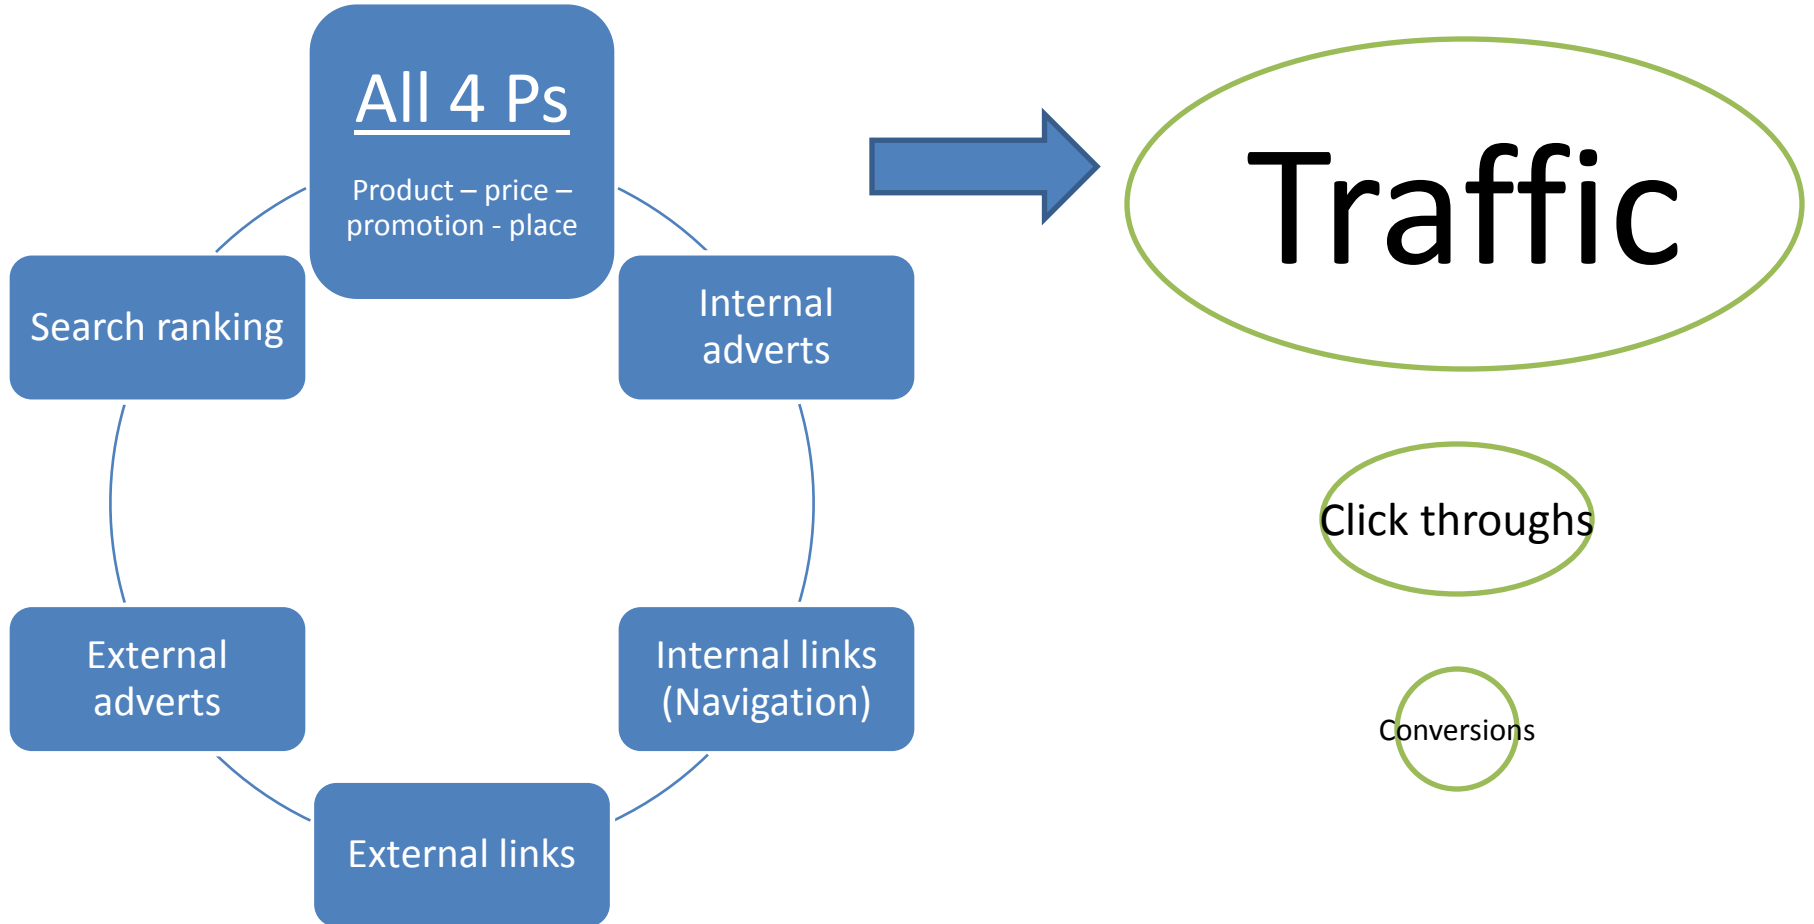 All 4 Ps
Product – price –
promotion - place
Internal
adverts
Internal links
(Navigation)
External links
External
adverts
Search ranking
Traffic
Click throughs
Conversions